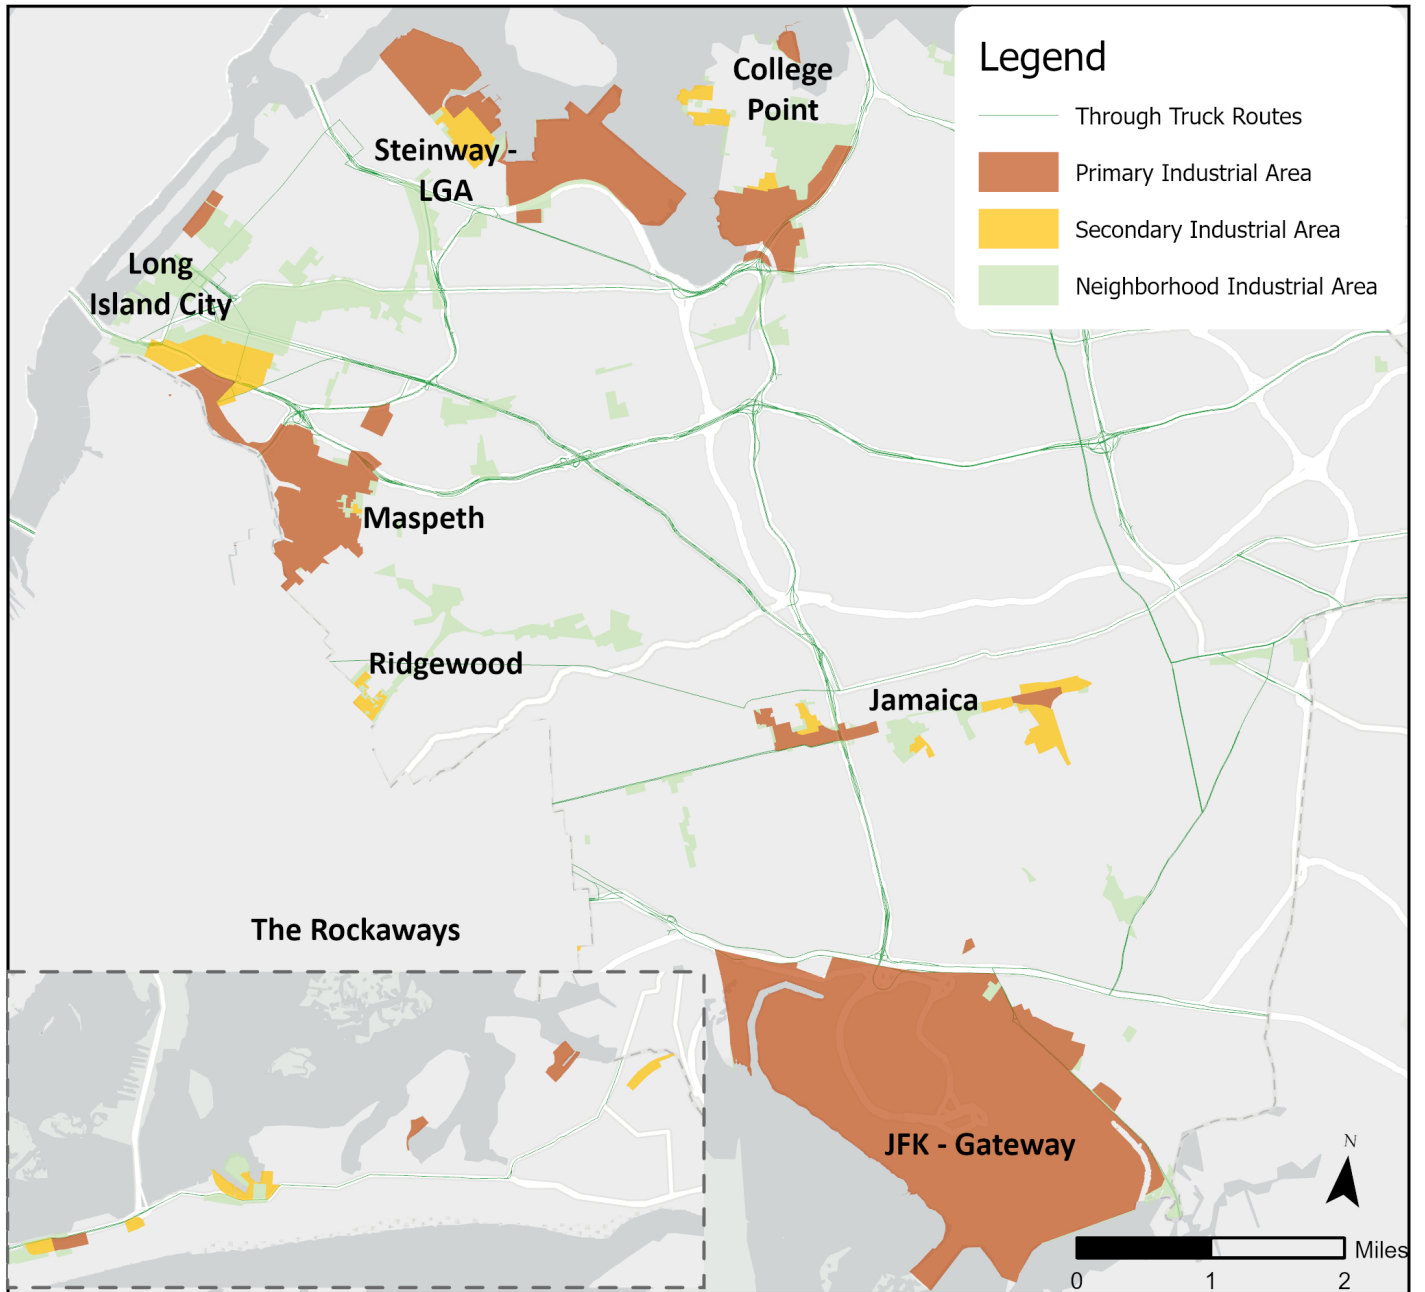 College
Point
Steinway -
LGA
Long
Island City
Maspeth
Ridgewood
Jamaica
The Rockaways
JFK - Gateway
Legend
Through Truck Routes
Primary Industrial Area
Secondary Industrial Area
Neighborhood Industrial Area
N
Miles
0 1 2